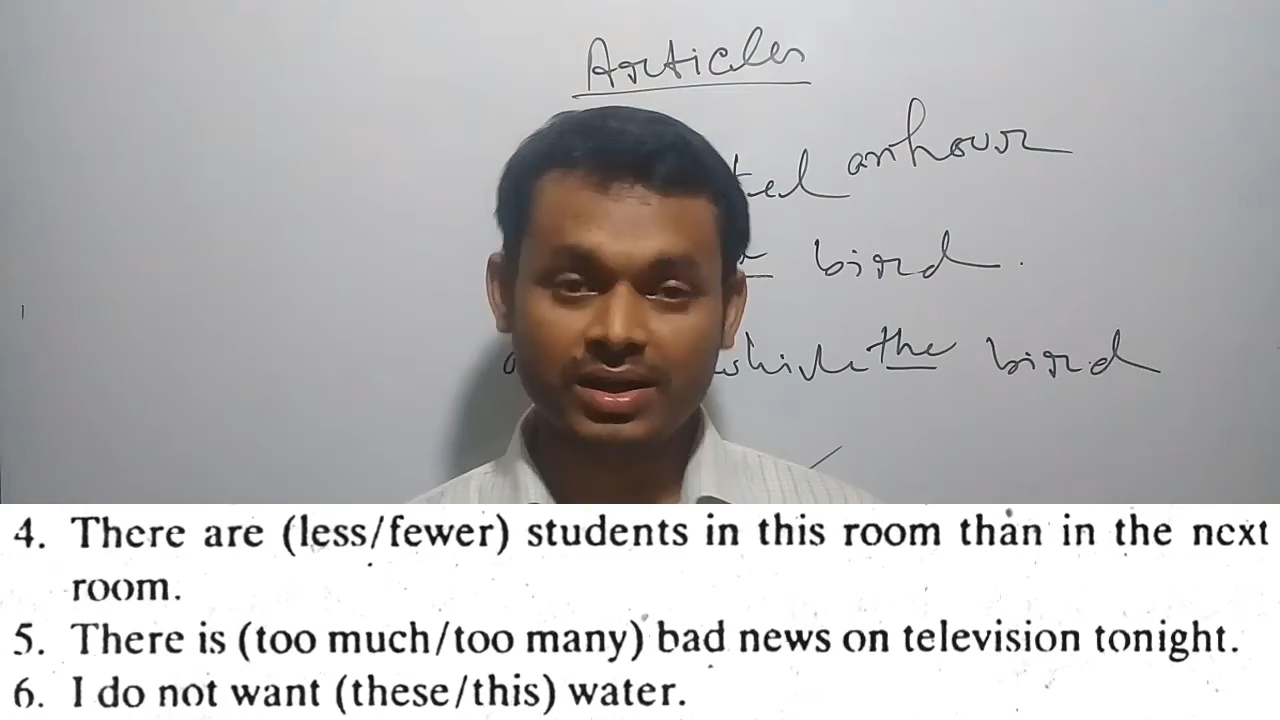 Articles
an hour
bird.
the bird
4. There are (less/fewer) students in this room than in the next
room.
5. There is (too much/too many) bad news on television tonight.
6. I do not want (these/this) water.